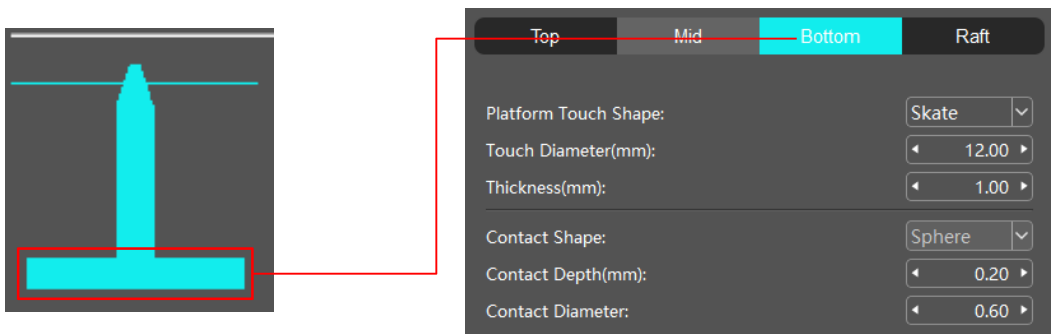 Top Mid Bottom Raft
Platform Touch Shape: Skate
Touch Diameter(mm): 12.00
Thickness(mm): 1.00
Contact Shape: Sphere
Contact Depth(mm): 0.20
Contact Diameter: 0.60